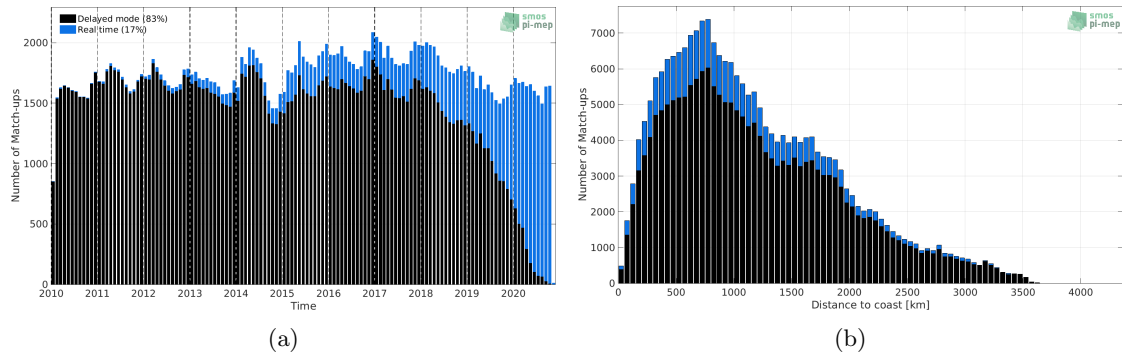 Delayed mode (83%)
Real time (17%)
smos
pi-mep
Number of Match-ups
2000
1500
1000
500
0
2010 2011 2012 2013 2014 2015 2016 2017 2018 2019 2020
Time
(a)
smos
pi-mep
Number of Match-ups
7000
6000
5000
4000
3000
2000
1000
0
0 500 1000 1500 2000 2500 3000 3500 4000
Distance to coast [km]
(b)